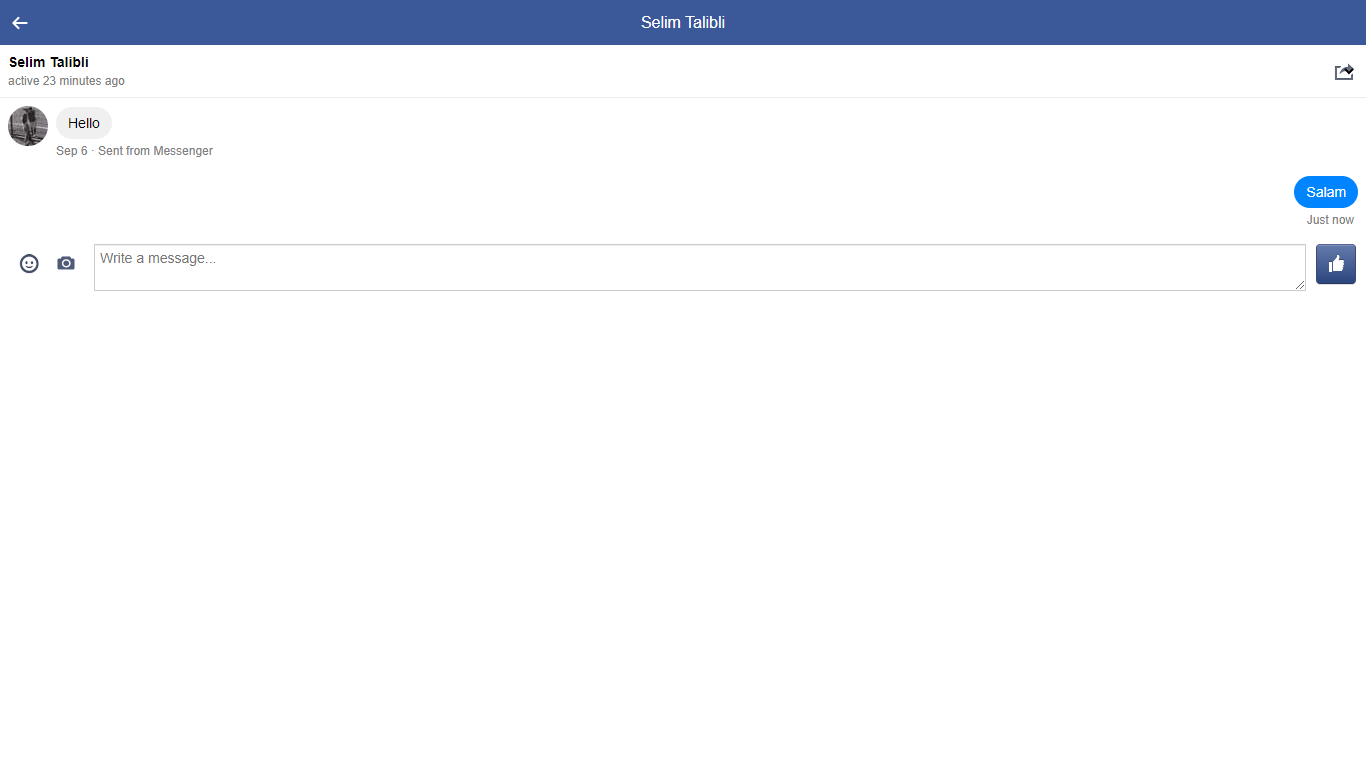 Selim Talibli
Selim Talibli
active 23 minutes ago
Hello
Sep 6 · Sent from Messenger
Salam
Just now
Write a message...